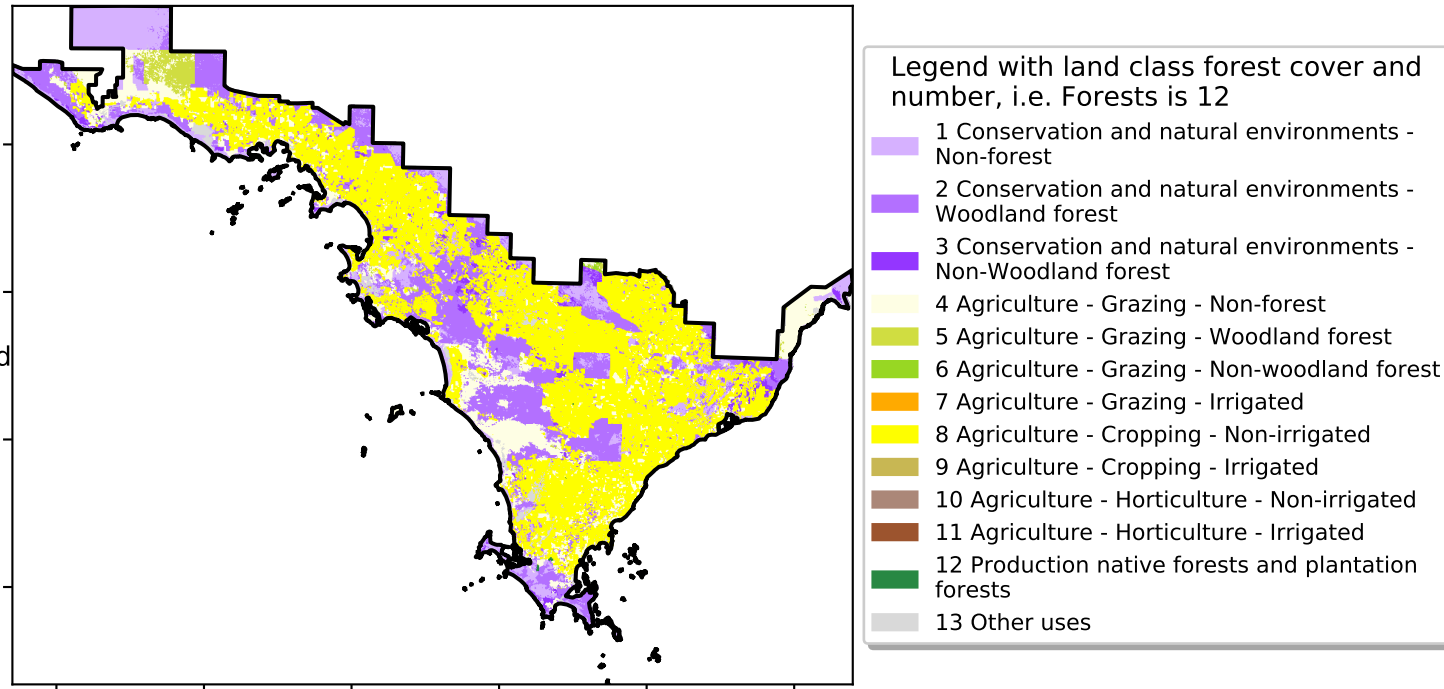 Legend with land class forest cover and
number, i.e. Forests is 12
1 Conservation and natural environments -
Non-forest
2 Conservation and natural environments -
Woodland forest
3 Conservation and natural environments -
Non-Woodland forest
4 Agriculture - Grazing - Non-forest
d
5 Agriculture - Grazing - Woodland forest
6 Agriculture - Grazing - Non-woodland forest
7 Agriculture - Grazing - Irrigated
8 Agriculture - Cropping - Non-irrigated
9 Agriculture - Cropping - Irrigated
10 Agriculture - Horticulture - Non-irrigated
11 Agriculture - Horticulture - Irrigated
12 Production native forests and plantation
forests
13 Other uses